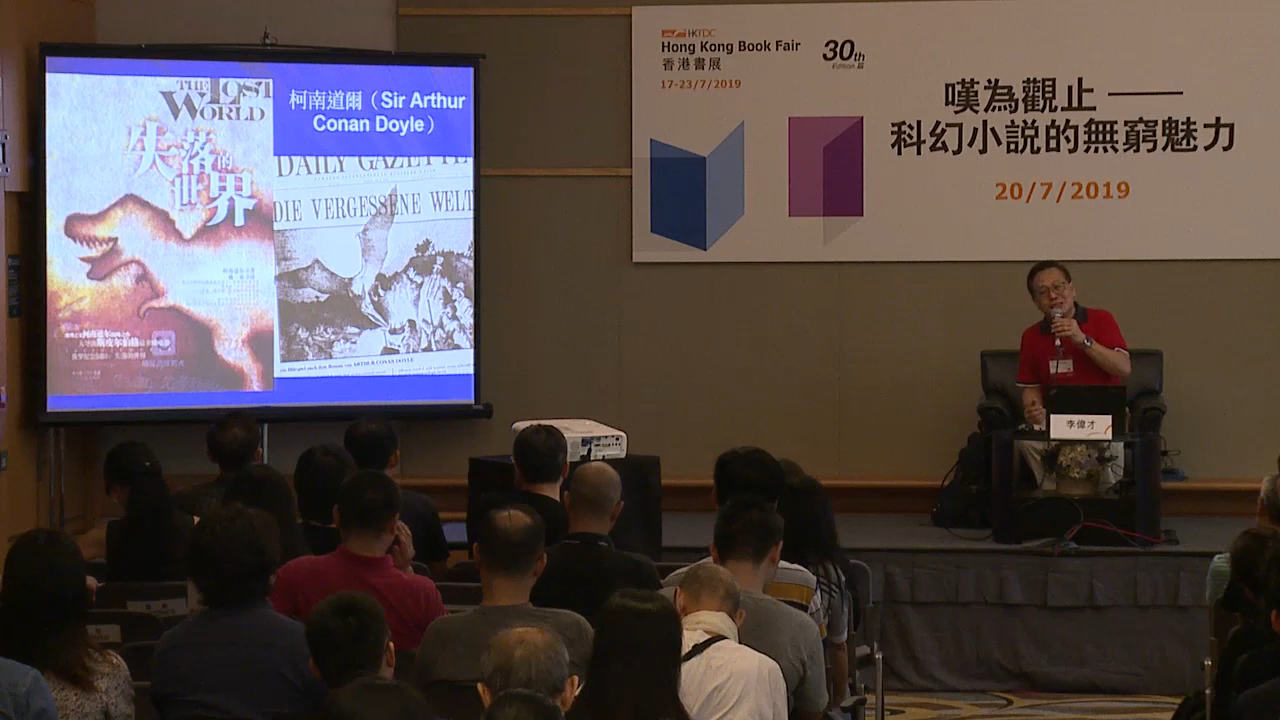 THE LOST
WORLD
失落的
世界
柯南道爾（Sir Arthur
Conan Doyle）
DAILY GAZETTE
DIE VERGESSENE WELT
HKTDC
Hong Kong Book Fair
香港書展
17-23/7/2019
30th
Edition 屆
嘆為觀止 ——
科幻小説的無窮魅力
20/7/2019
李偉才